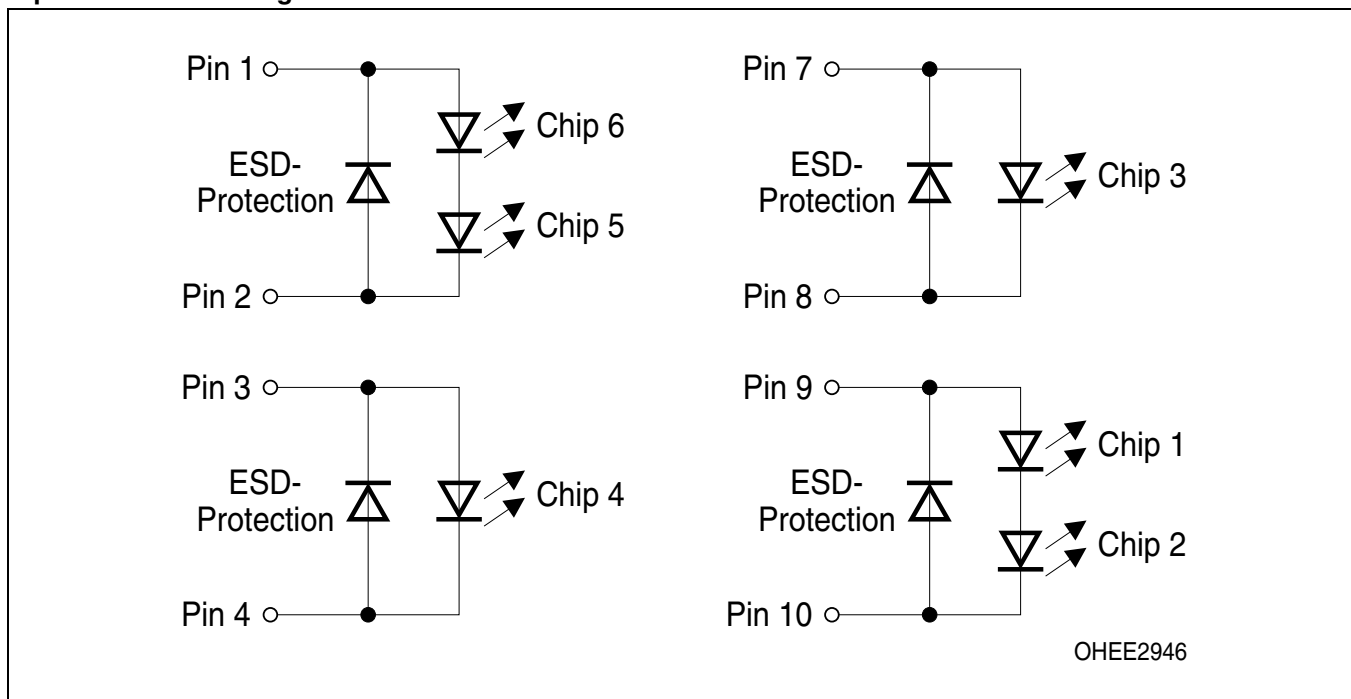 Pin 1
Chip 6
ESD-
Protection
Chip 5
Pin 2
Pin 7
ESD-
Protection
Chip 3
Pin 8
Pin 3
ESD-
Protection
Chip 4
Pin 4
Pin 9
Chip 1
ESD-
Protection
Chip 2
Pin 10
OHEE2946